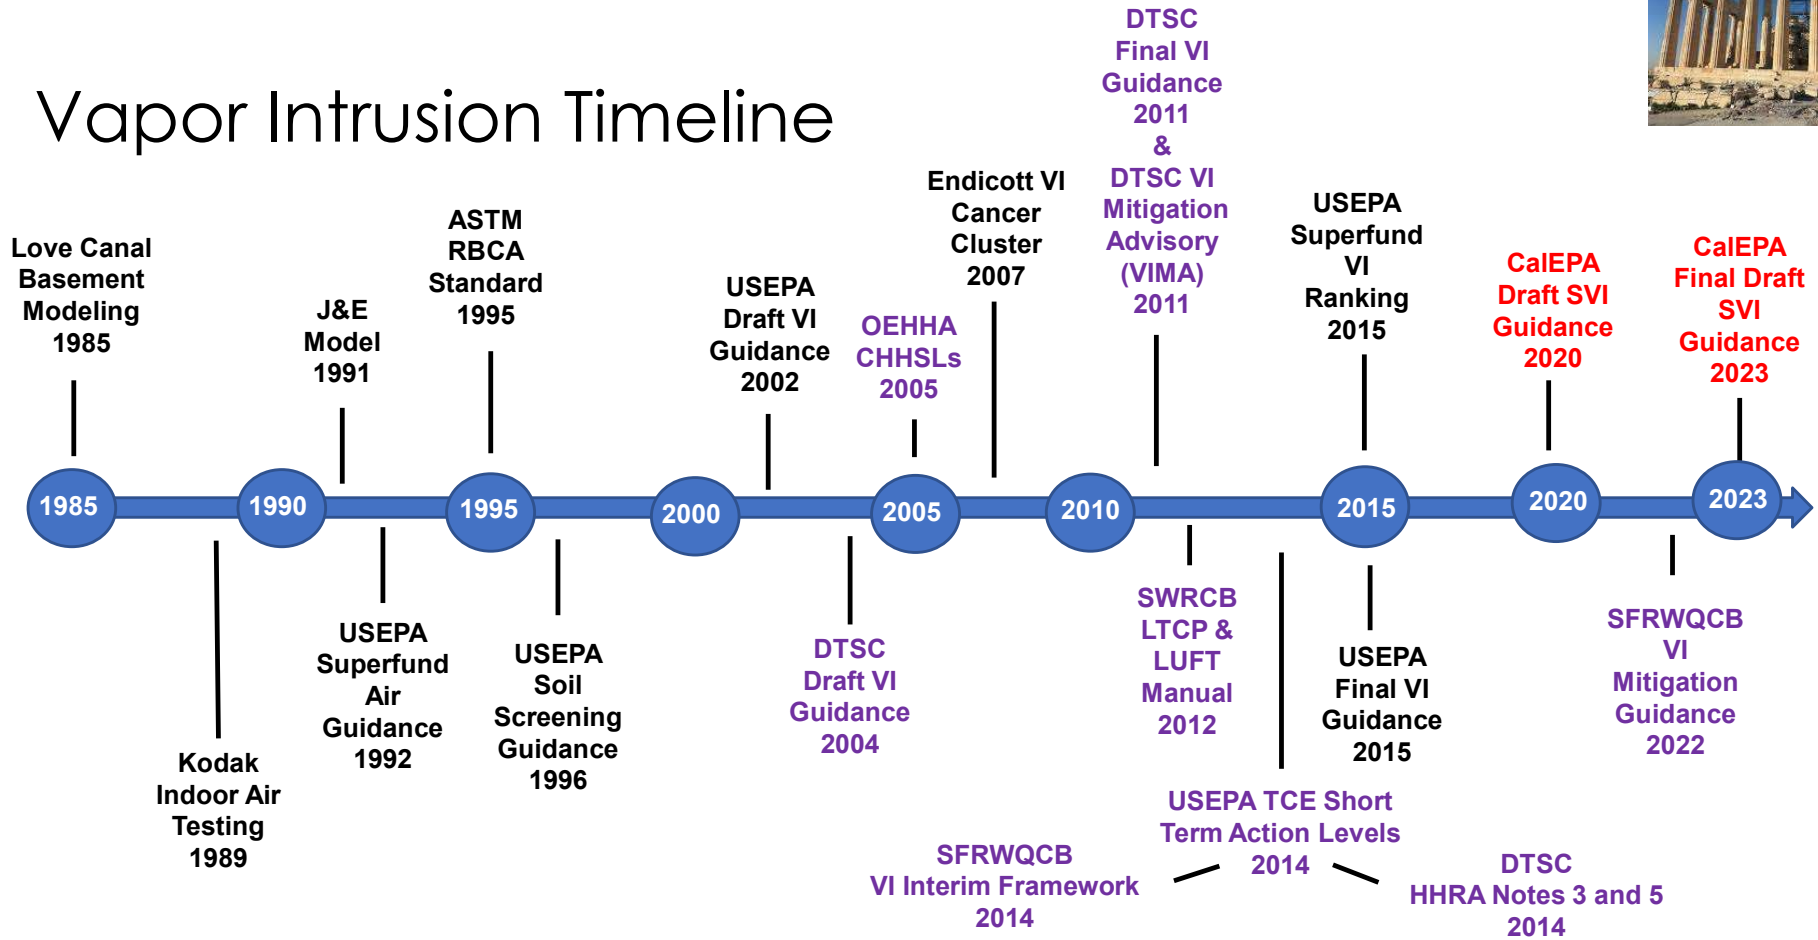 Vapor Intrusion Timeline
Love Canal
Basement
Modeling
1985
J&E
Model
1991
ASTM
RBCA
Standard
1995
USEPA
Draft VI
Guidance
2002
OEHHA
CHHSLs
2005
Endicott VI
Cancer
Cluster
2007
DTSC
Final VI
Guidance
2011
&
DTSC VI
Mitigation
Advisory
(VIMA)
2011
USEPA
Superfund
VI
Ranking
2015
CalEPA
Draft SVI
Guidance
2020
CalEPA
Final Draft
SVI
Guidance
2023
1985
1990
1995
2000
2005
2010
2015
2020
2023
Kodak
Indoor Air
Testing
1989
USEPA
Superfund
Air
Guidance
1992
USEPA
Soil
Screening
Guidance
1996
DTSC
Draft VI
Guidance
2004
SWRCB
LTCP &
LUFT
Manual
2012
USEPA TCE Short
Term Action Levels
2014
SFRWQCB
VI Interim Framework
2014
DTSC
HHRA Notes 3 and 5
2014
USEPA
Final VI
Guidance
2015
SFRWQCB
VI
Mitigation
Guidance
2022